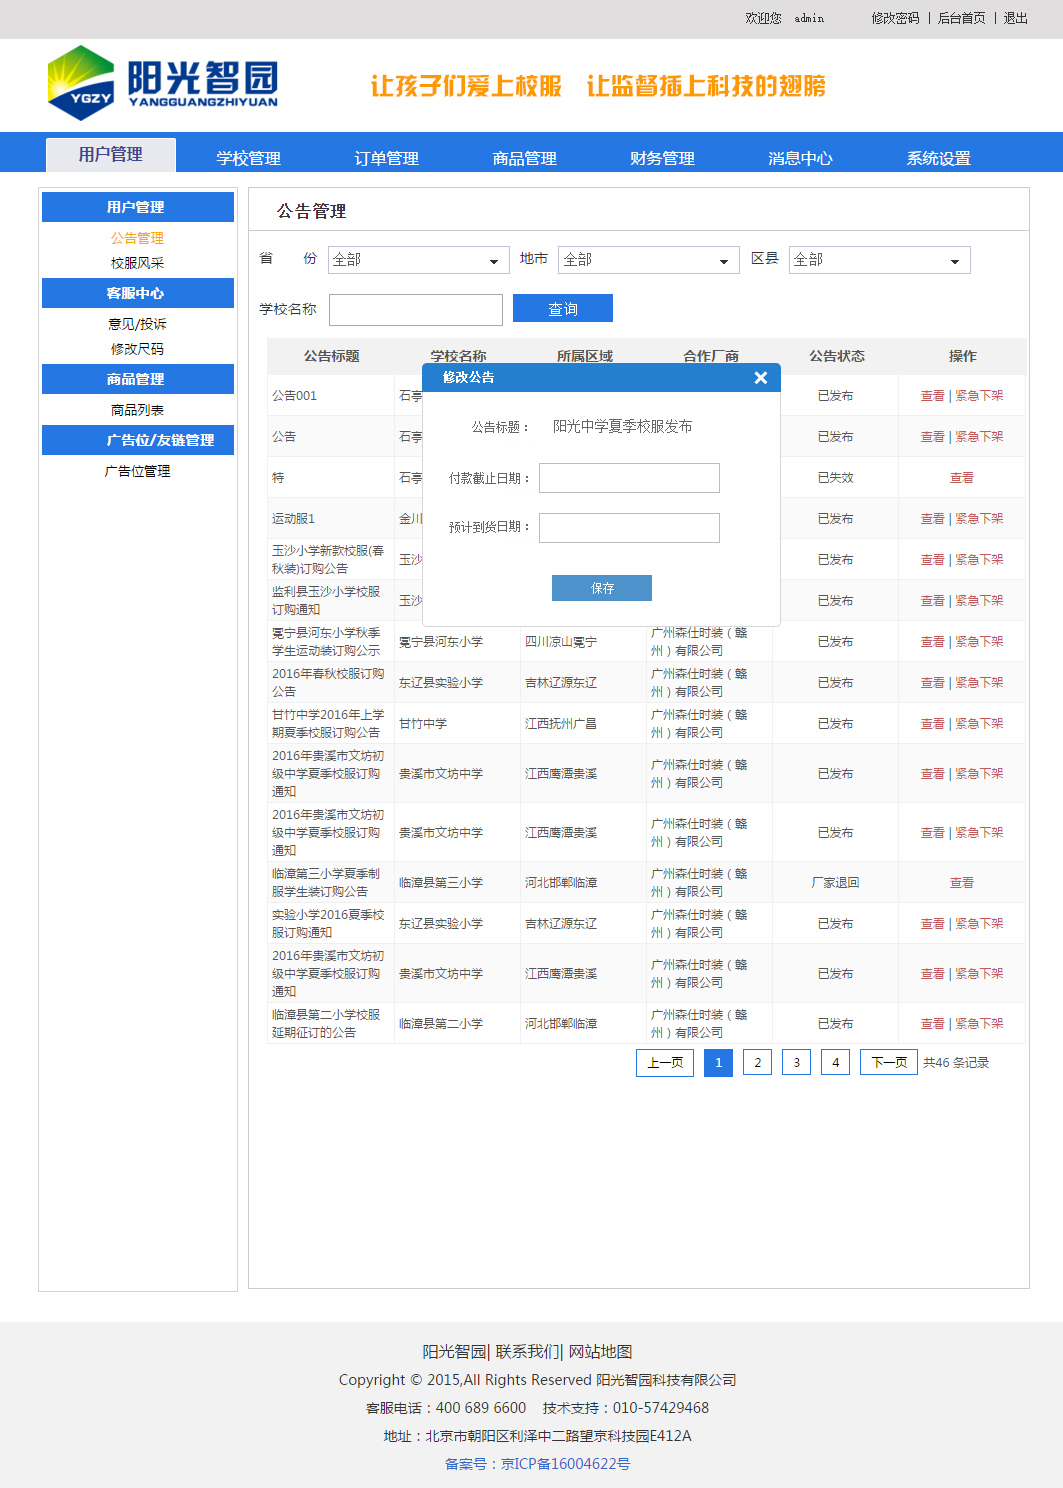 欢迎您 admin 修改密码 | 后台首页 | 退出
YGZY 阳光智园
YANGGUANGZHIYUAN
让孩子们爱上校服 让监督插上科技的翅膀
用户管理 学校管理 订单管理 商品管理 财务管理 消息中心 系统设置
用户管理
公告管理
校服风采
客服中心
意见/投诉
修改尺码
商品管理
商品列表
广告位/友链管理
广告位管理
公告管理
省 份 全部 地市 全部 区县 全部
学校名称 查询
公告标题 学校名称 所属区域 合作厂商 公告状态 操作
修改公告
公告标题： 阳光中学夏季校服发布
付款截止日期：
预计到货日期：
保存
公告001 石亭 已发布 查看 | 紧急下架
公告 石亭 已发布 查看 | 紧急下架
特 石亭 已失效 查看
运动服1 金川 已发布 查看 | 紧急下架
玉沙小学新款校服(春
秋装)订购公告 玉沙 已发布 查看 | 紧急下架
监利县玉沙小学校服
订购通知 玉沙 已发布 查看 | 紧急下架
冕宁县河东小学秋季
学生运动装订购公示 冕宁县河东小学 四川凉山冕宁 广州森仕时装（赣
州）有限公司 已发布 查看 | 紧急下架
2016年春秋校服订购
公告 东辽县实验小学 吉林辽源东辽 广州森仕时装（赣
州）有限公司 已发布 查看 | 紧急下架
甘竹中学2016年上学
期夏季校服订购公告 甘竹中学 江西抚州广昌 广州森仕时装（赣
州）有限公司 已发布 查看 | 紧急下架
2016年贵溪市文坊初
级中学夏季校服订购
通知 贵溪市文坊中学 江西鹰潭贵溪 广州森仕时装（赣
州）有限公司 已发布 查看 | 紧急下架
2016年贵溪市文坊初
级中学夏季校服订购
通知 贵溪市文坊中学 江西鹰潭贵溪 广州森仕时装（赣
州）有限公司 已发布 查看 | 紧急下架
临漳第三小学夏季制
服学生装订购公告 临漳县第三小学 河北邯郸临漳 广州森仕时装（赣
州）有限公司 厂家退回 查看
实验小学2016夏季校
服订购通知 东辽县实验小学 吉林辽源东辽 广州森仕时装（赣
州）有限公司 已发布 查看 | 紧急下架
2016年贵溪市文坊初
级中学夏季校服订购
通知 贵溪市文坊中学 江西鹰潭贵溪 广州森仕时装（赣
州）有限公司 已发布 查看 | 紧急下架
临漳县第二小学校服
延期征订的公告 临漳县第二小学 河北邯郸临漳 广州森仕时装（赣
州）有限公司 已发布 查看 | 紧急下架
上一页 1 2 3 4 下一页 共46 条记录
阳光智园| 联系我们| 网站地图
Copyright © 2015,All Rights Reserved 阳光智园科技有限公司
客服电话：400 689 6600 技术支持：010-57429468
地址：北京市朝阳区利泽中二路望京科技园E412A
备案号：京ICP备16004622号